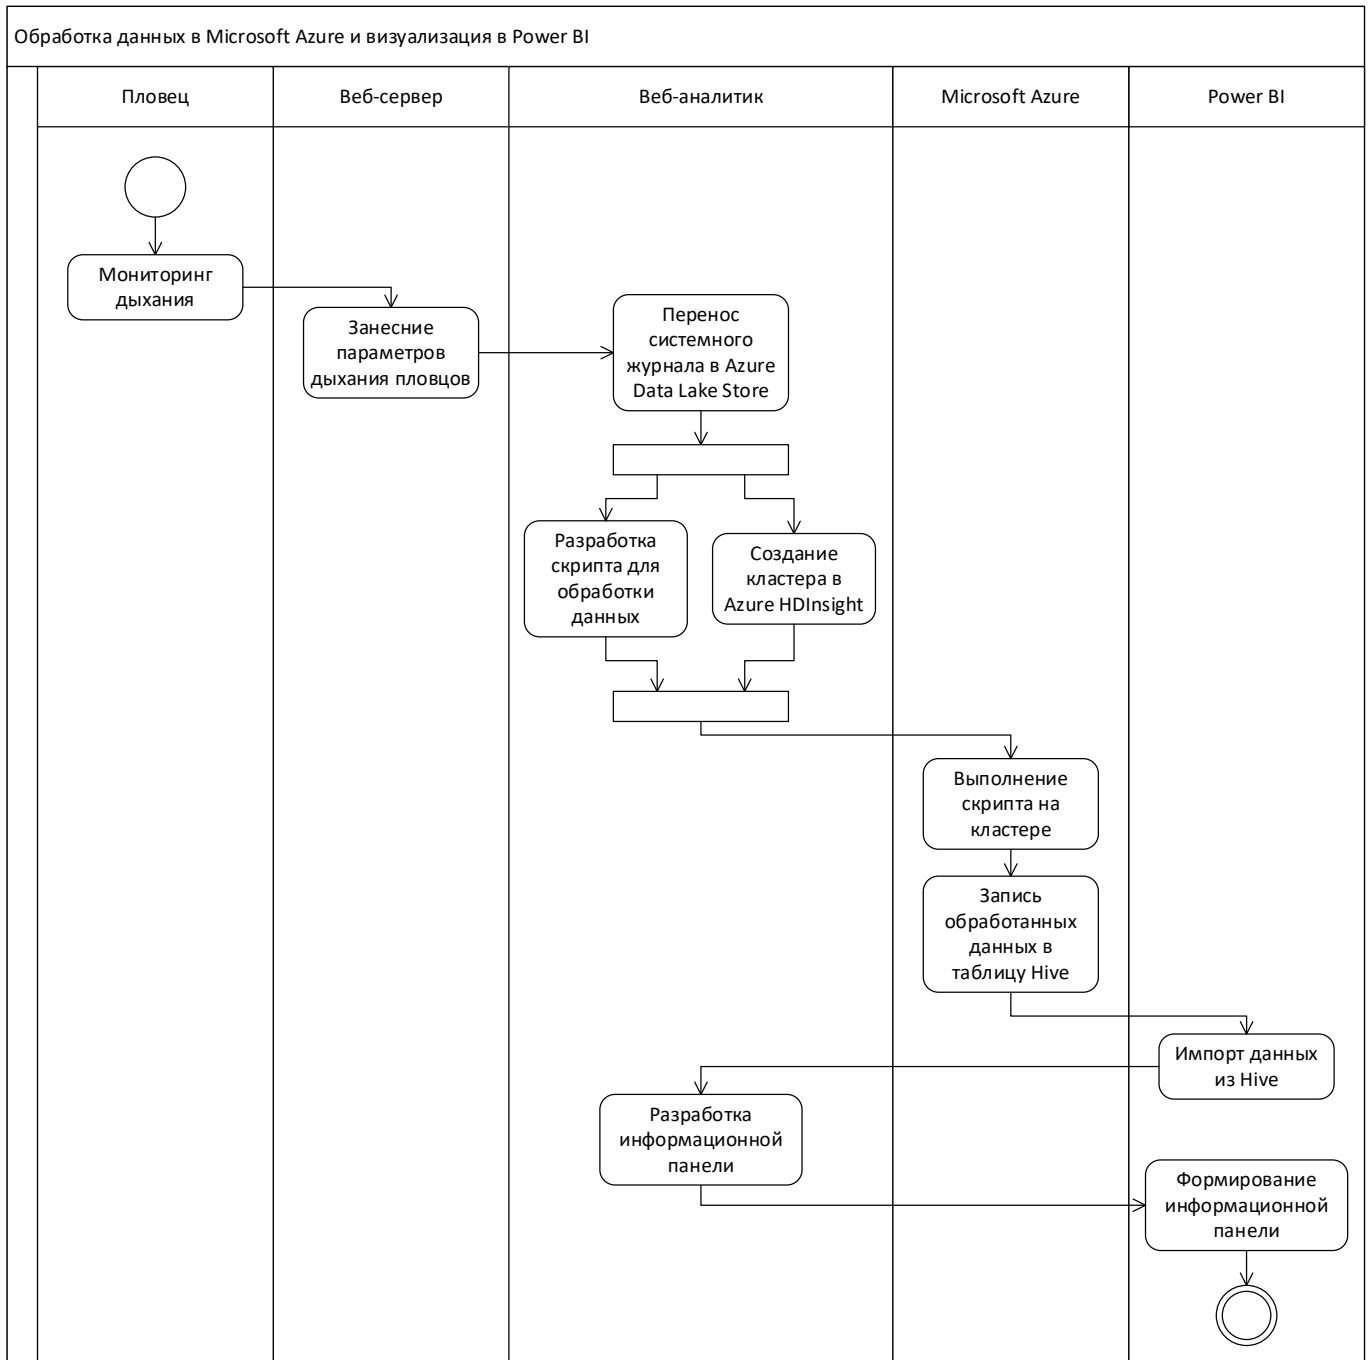 Обработка данных в Microsoft Azure и визуализация в Power BI
Пловец
Веб-сервер
Веб-аналитик
Microsoft Azure
Power BI
Мониторинг
дыхания
Занесние
параметров
дыхания пловцов
Перенос
системного
журнала в Azure
Data Lake Store
Разработка
скрипта для
обработки
данных
Создание
кластера в
Azure HDInsight
Выполнение
скрипта на
кластере
Запись
обработанных
данных в
таблицу Hive
Импорт данных
из Hive
Разработка
информационной
панели
Формирование
информационной
панели